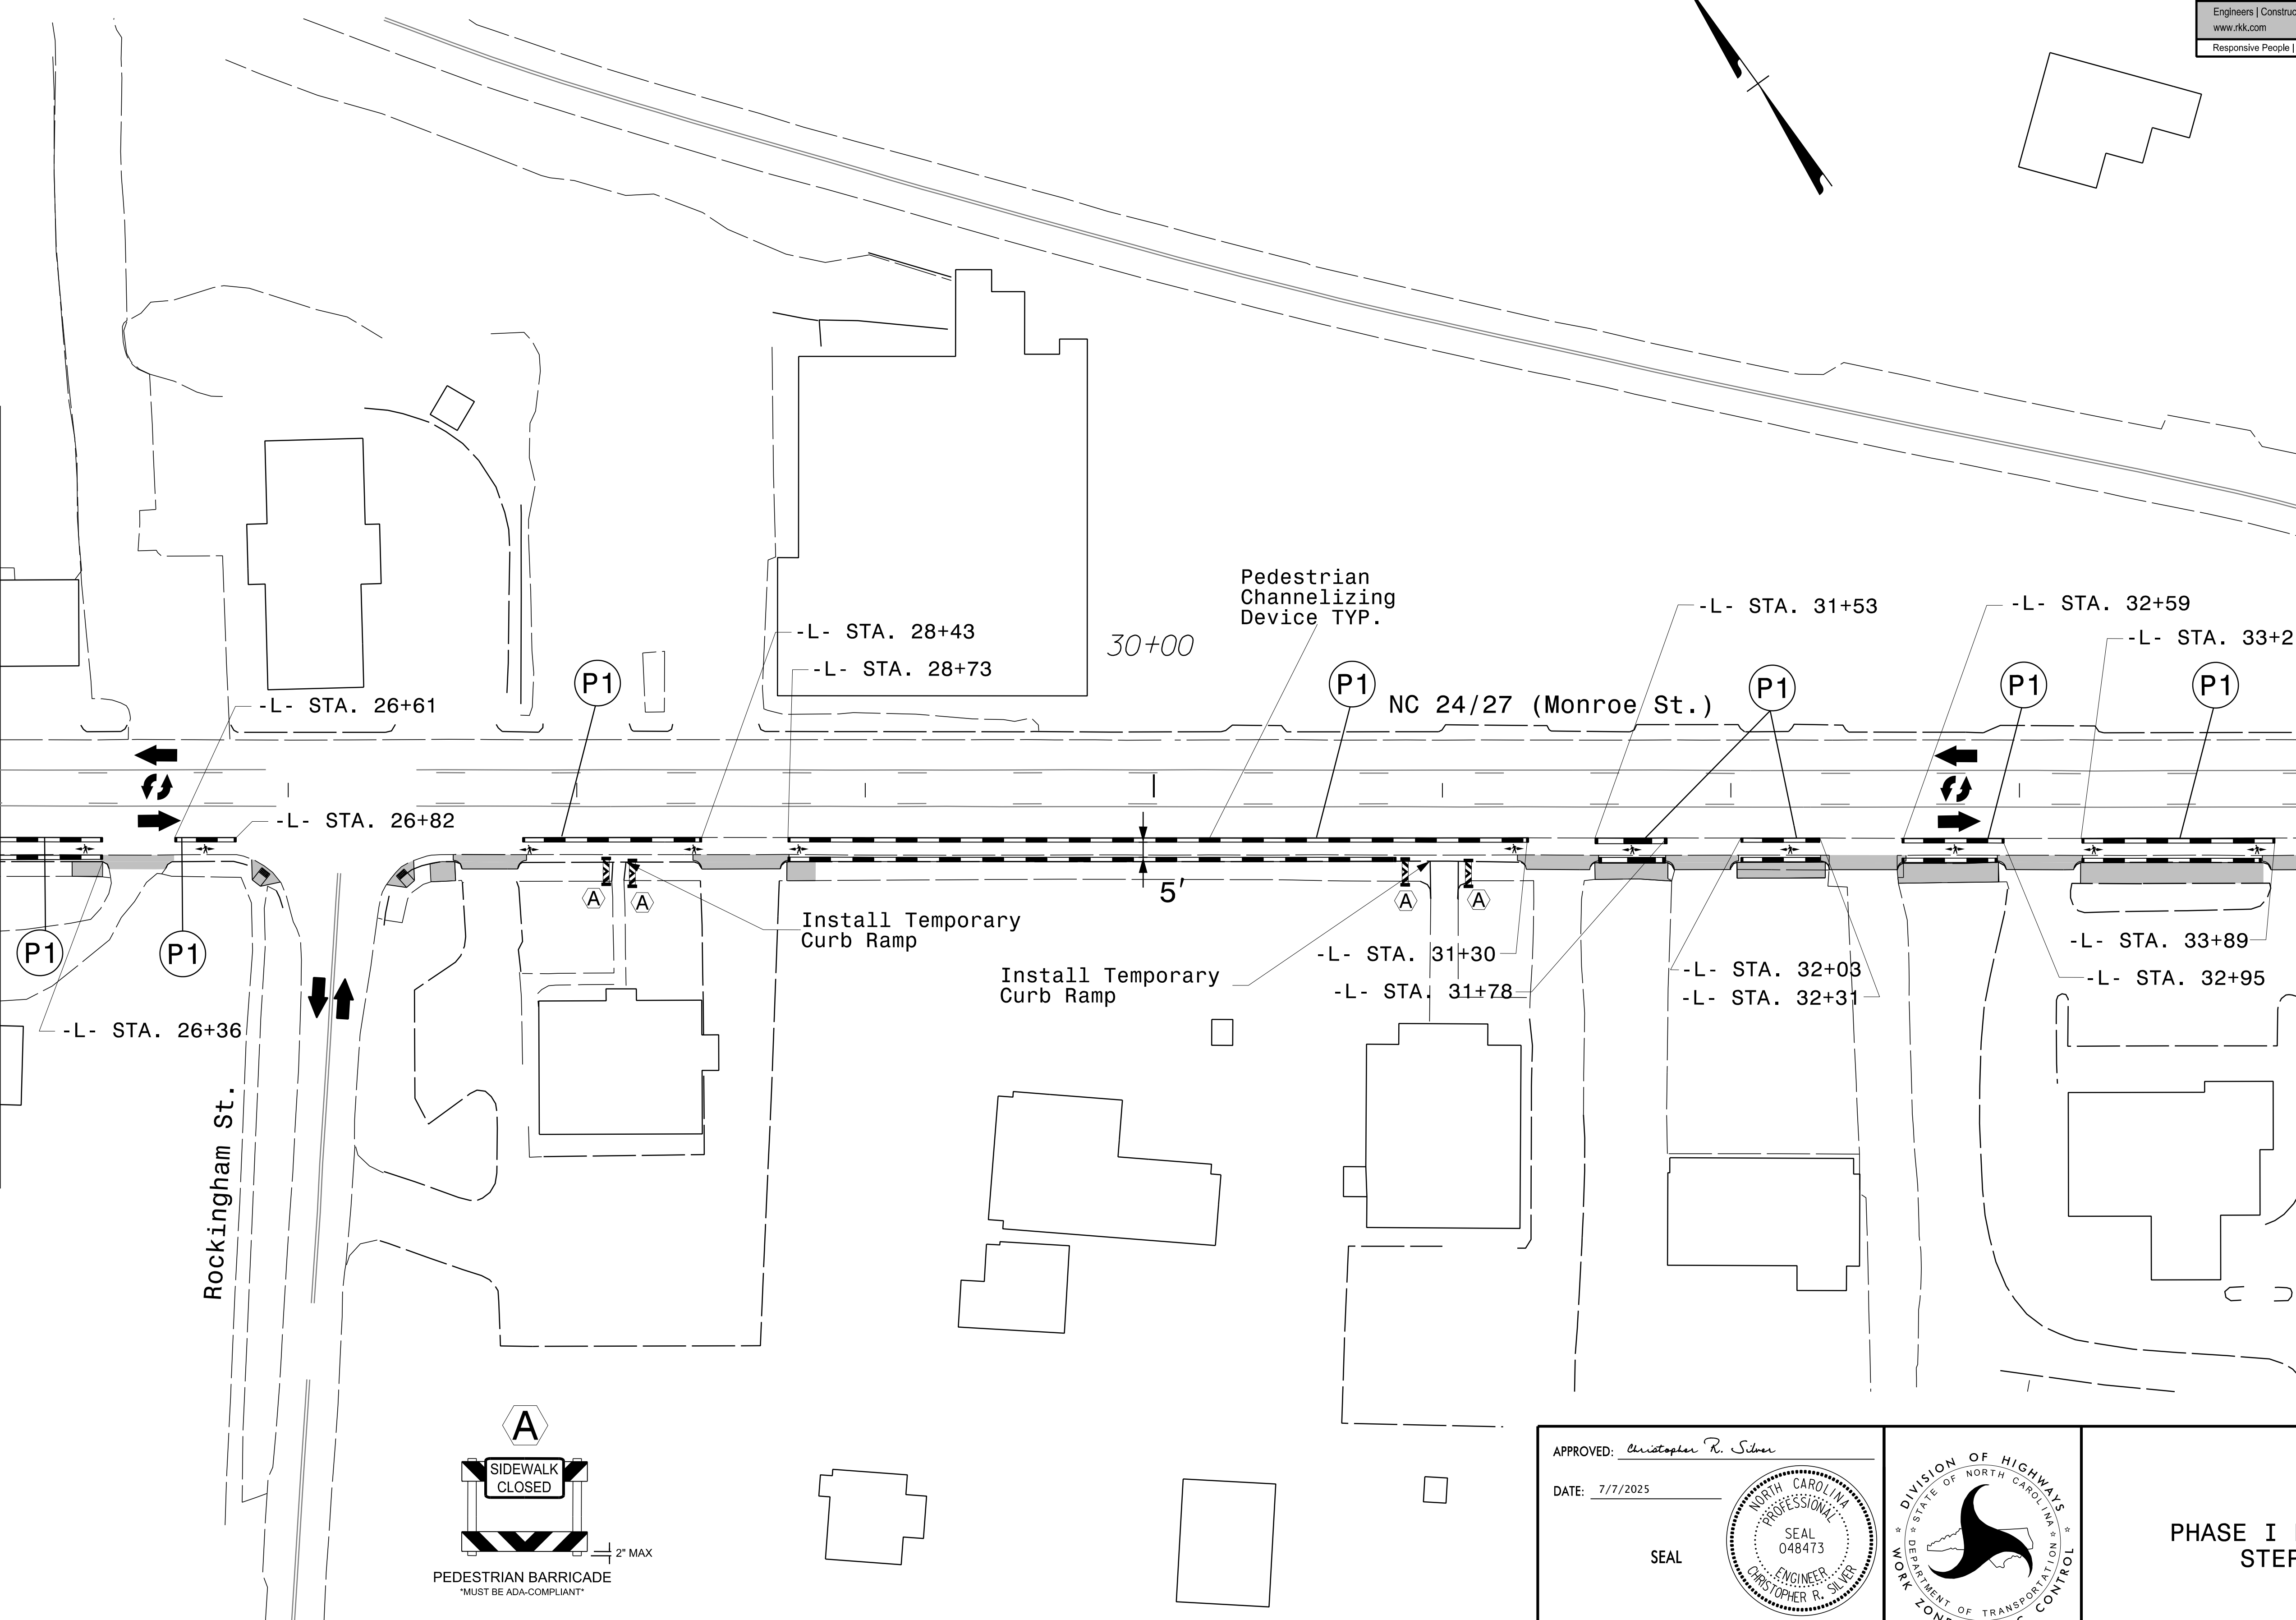 Engineers | Construc
www.rkk.com
Responsive People |
Pedestrian
Channelizing
Device TYP.
-L- STA. 31+53
-L- STA. 32+59
-L- STA. 28+43
30+00
-L- STA. 33+2
-L- STA. 28+73
P1
P1
P1
P1
P1
-L- STA. 26+61
NC 24/27 (Monroe St.)
-L- STA. 26+82
5'
A
A
A
A
Install Temporary
Curb Ramp
P1
P1
-L- STA. 31+30
-L- STA. 33+89
Install Temporary
Curb Ramp
-L- STA. 32+03
-L- STA. 32+95
-L- STA. 31+78
-L- STA. 32+31
-L- STA. 26+36
Rockingham St.
A
SIDEWALK
CLOSED
2" MAX
PEDESTRIAN BARRICADE
*MUST BE ADA-COMPLIANT*
APPROVED: Christopher R. Silver
DATE: 7/7/2025
SEAL
NORTH CAROLINA
PROFESSIONAL
SEAL
048473
ENGINEER
CHRISTOPHER R. SILVER
DIVISION OF HIGHWAYS
STATE OF NORTH CAROLINA
DEPARTMENT OF TRANSPORTATION
WORK CONTROL
PHASE I
STE